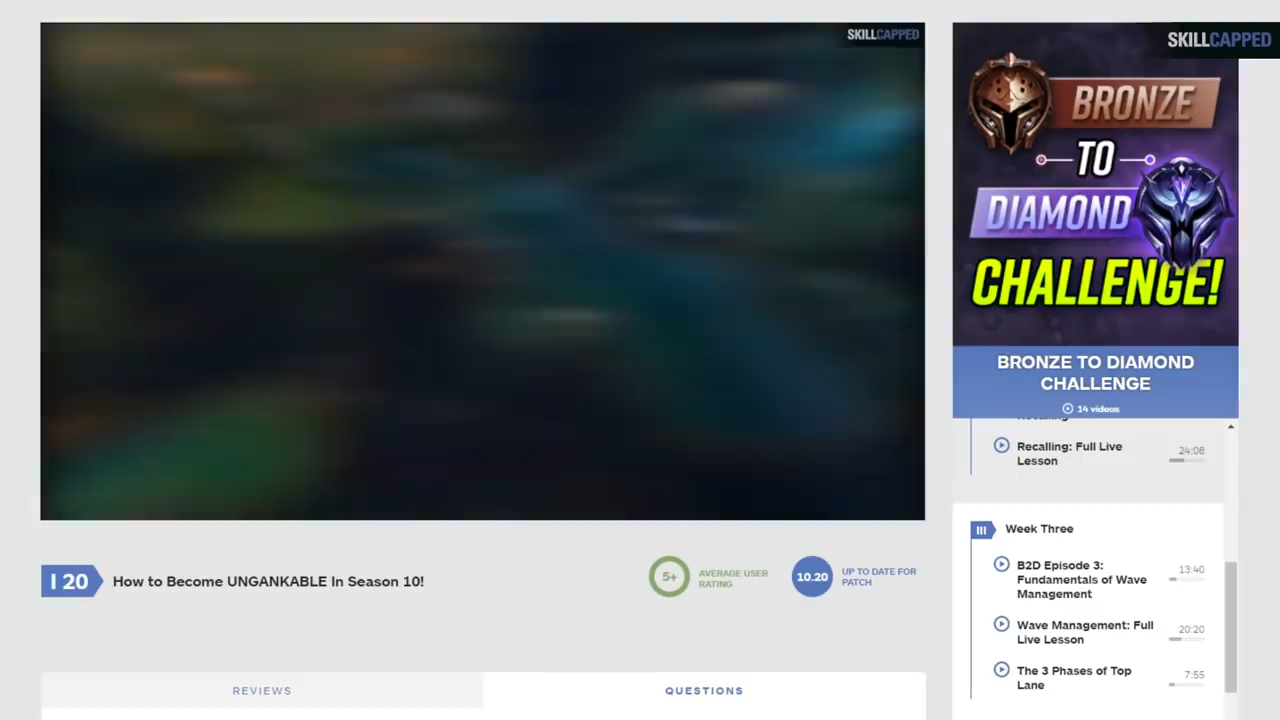 SKILLCAPPED
SKILLCAPPED
BRONZE
TO
DIAMOND
CHALLENGE!
BRONZE TO DIAMOND
CHALLENGE
14 videos
Recalling: Full Live
Lesson
24:08
III
Week Three
B2D Episode 3:
Fundamentals of Wave
Management
13:40
Wave Management: Full
Live Lesson
20:20
The 3 Phases of Top
Lane
7:55
I 20
How to Become UNGANKABLE In Season 10!
5+
AVERAGE USER
RATING
10.20
UP TO DATE FOR
PATCH
REVIEWS
QUESTIONS